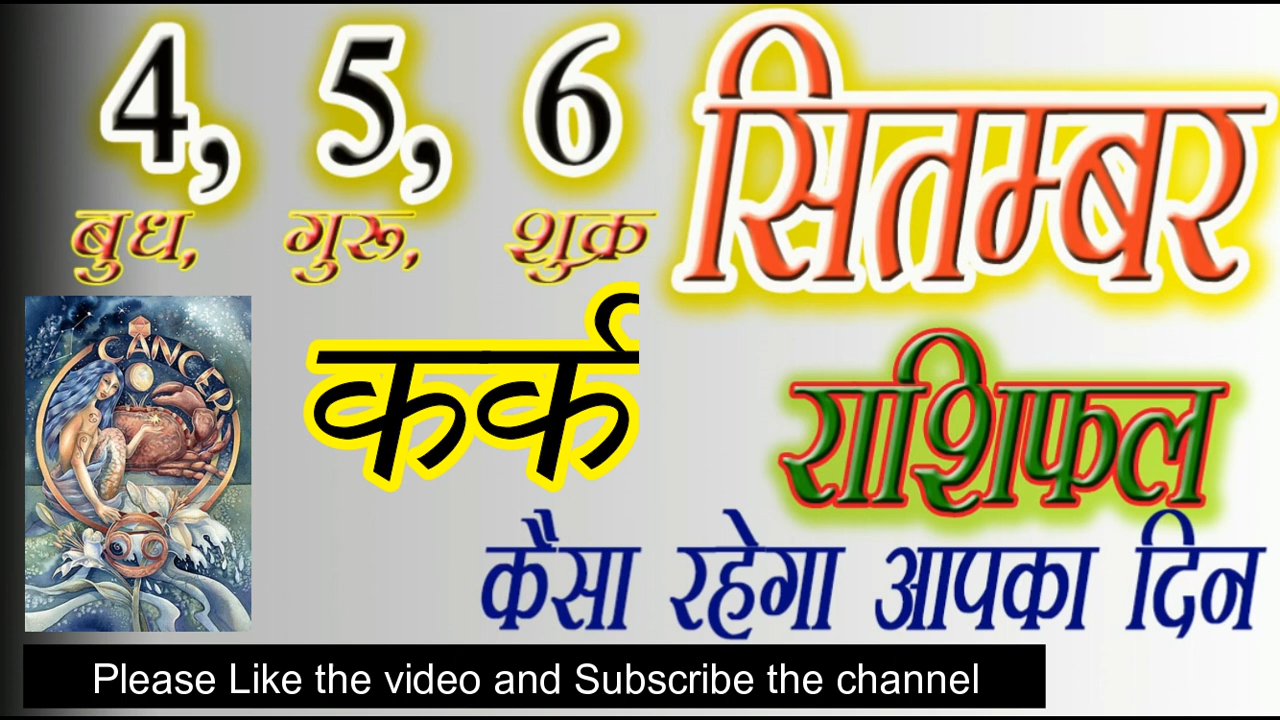 4, 5, 6 सितम्बर
बुध, गुरू, शुक्र
CANCER
कर्क
राशिफल
कैसा रहेगा आपका दिन
Please Like the video and Subscribe the channel